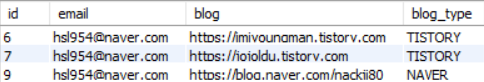 id email blog blog_type
6 hsl954@naver.com https://imiyoungman.tistory.com TISTORY
7 hsl954@naver.com https://ioioldu.tistory.com TISTORY
9 hsl954@naver.com https://blog.naver.com/nackji80 NAVER